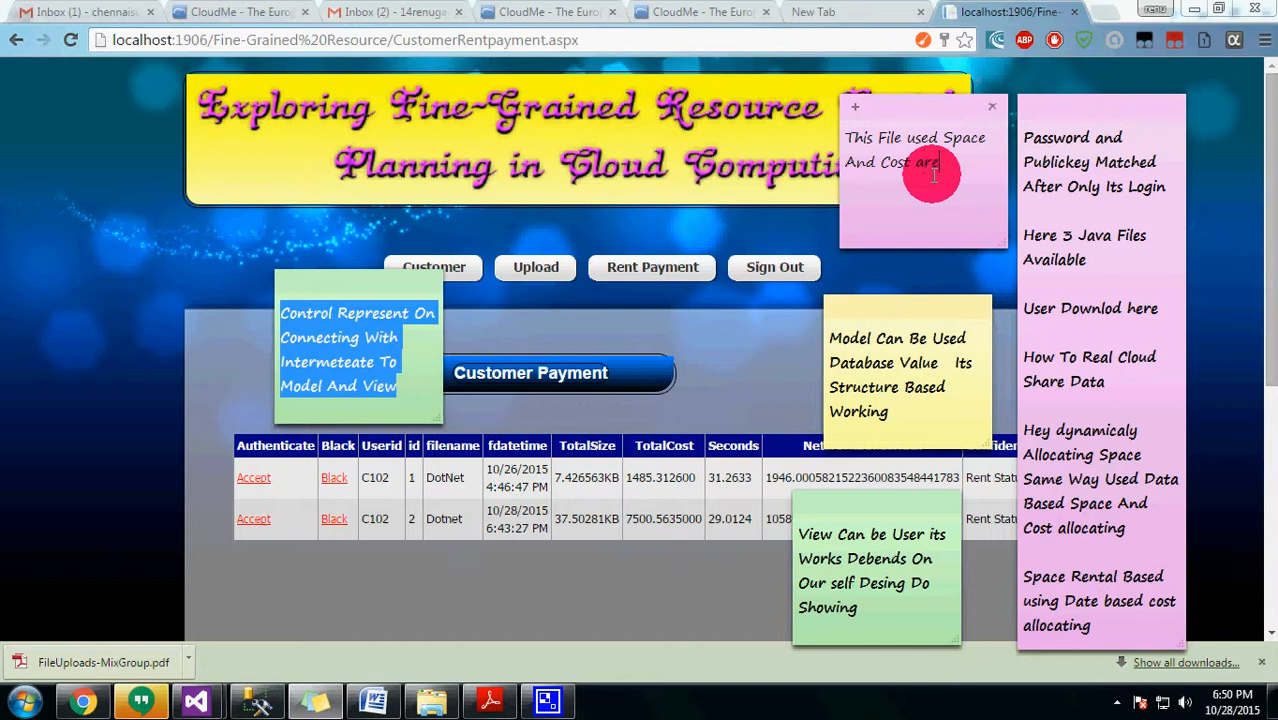 Inbox (1) - chennaisu
CloudMe - The Euro
Inbox (2) - 14renuga
CloudMe - The Euro
CloudMe - The Euro
New Tab
localhost:1906/Fine-
renu
localhost:1906/Fine-Grained%20Resource/CustomerRentpayment.aspx
ABP
Exploring Fine-Grained Resource
Planning in Cloud Computi
This File used Space
And Cost are
Password and
Publickey Matched
After Only Its Login
Here 3 Java Files
Available
User Downlod here
How To Real Cloud
Share Data
Hey dynamicaly
Allocating Space
Same Way Used Data
Based Space And
Cost allocating
Space Rental Based
using Date based cost
allocating
Customer Upload Rent Payment Sign Out
Control Represent On
Connecting With
Intermeteate To
Model And View
Model Can Be Used
Database Value Its
Structure Based
Working
Customer Payment
Authenticate Black Userid id filename fdatetime TotalSize TotalCost Seconds Net
Accept Black C102 1 DotNet 10/26/2015 4:46:47 PM 7.426563KB 1485.312600 31.2633 1946.0005821522360083548441783 Rent Statu
Accept Black C102 2 Dotnet 10/28/2015 6:43:27 PM 37.50281KB 7500.5635000 29.0124 1058 Rent Statu
View Can be User its
Works Debends On
Our self Desing Do
Showing
FileUploads-MixGroup.pdf
Show all downloads...
6:50 PM
10/28/2015